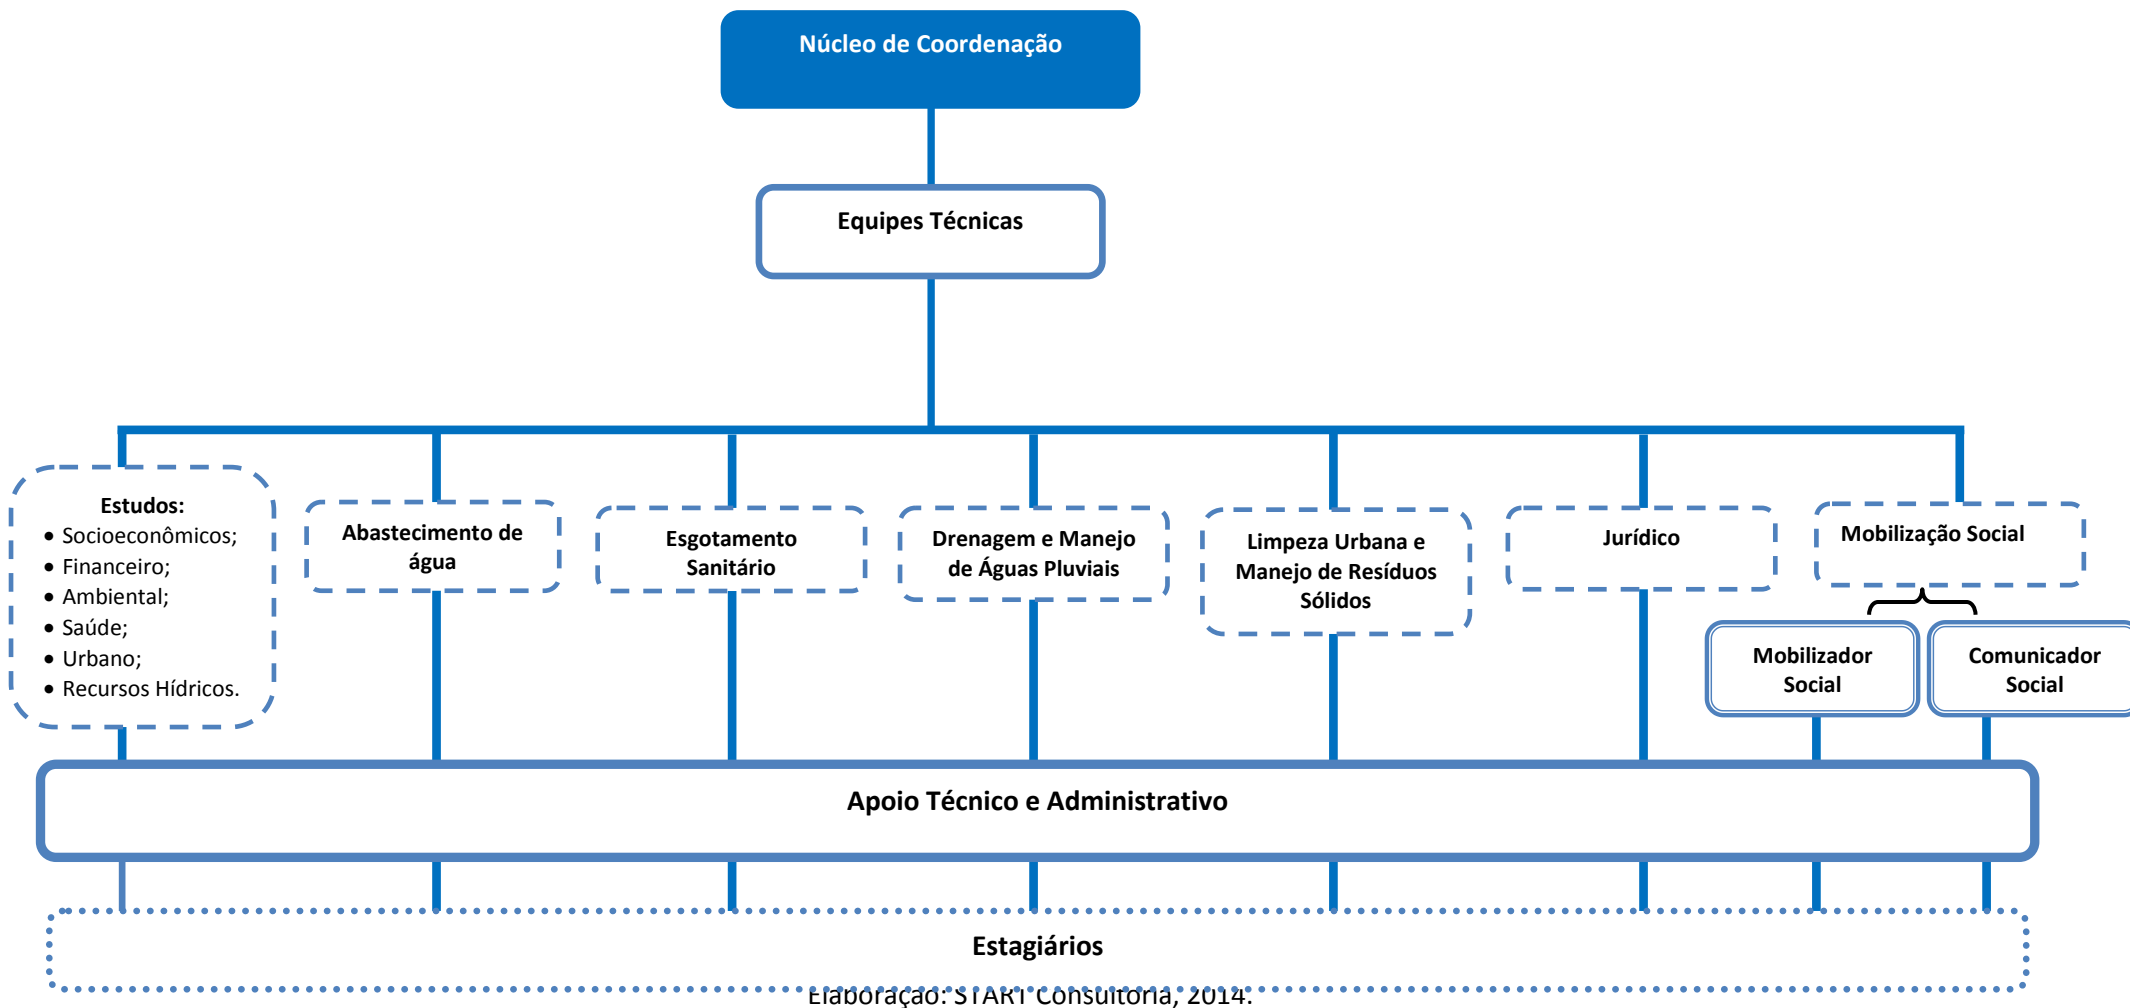 Núcleo de Coordenação
Equipes Técnicas
Estudos:
• Socioeconômicos;
• Financeiro;
• Ambiental;
• Saúde;
• Urbano;
• Recursos Hídricos.
Abastecimento de
água
Esgotamento
Sanitário
Drenagem e Manejo
de Águas Pluviais
Limpeza Urbana e
Manejo de Resíduos
Sólidos
Jurídico
Mobilização Social
Mobilizador
Social
Comunicador
Social
Apoio Técnico e Administrativo
Estagiários
Elaboração: START Consultoria, 2014.